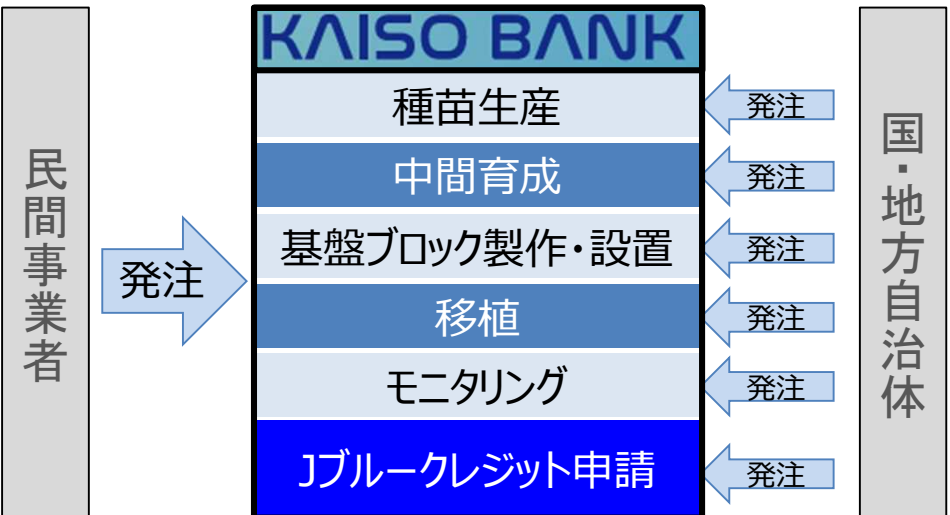 KAISO BANK
民間事業者
発注
種苗生産
発注
中間育成
発注
基盤ブロック製作・設置
発注
移植
発注
モニタリング
発注
Jブルークレジット申請
発注
国・地方自治体